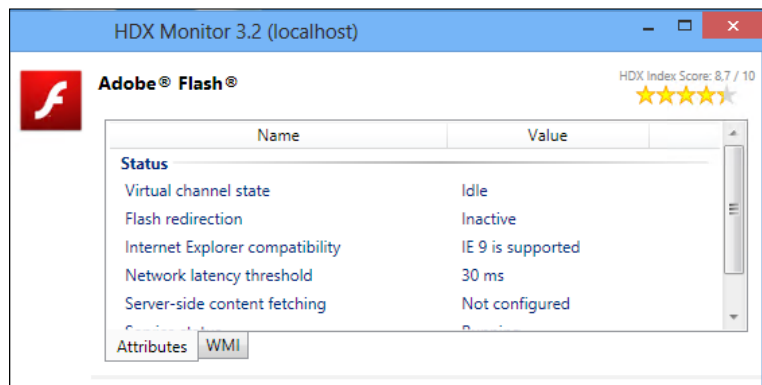 HDX Monitor 3.2 (localhost)
Adobe® Flash®
HDX Index Score: 8,7 / 10
Name Value
Status
Virtual channel state Idle
Flash redirection Inactive
Internet Explorer compatibility IE 9 is supported
Network latency threshold 30 ms
Server-side content fetching Not configured
Attributes WMI